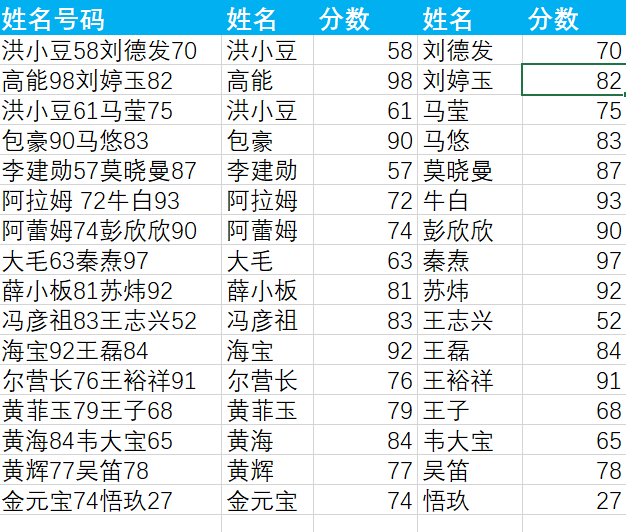 姓名号码 姓名 分数 姓名 分数
洪小豆58刘德发70 洪小豆 58 刘德发 70
高能98刘婷玉82 高能 98 刘婷玉 82
洪小豆61马莹75 洪小豆 61 马莹 75
包豪90马悠83 包豪 90 马悠 83
李建勋57莫晓曼87 李建勋 57 莫晓曼 87
阿拉姆 72牛白93 阿拉姆 72 牛白 93
阿蕾姆74彭欣欣90 阿蕾姆 74 彭欣欣 90
大毛63秦焘97 大毛 63 秦焘 97
薛小板81苏炜92 薛小板 81 苏炜 92
冯彦祖83王志兴52 冯彦祖 83 王志兴 52
海宝92王磊84 海宝 92 王磊 84
尔营长76王裕祥91 尔营长 76 王裕祥 91
黄菲玉79王子68 黄菲玉 79 王子 68
黄海84韦大宝65 黄海 84 韦大宝 65
黄辉77吴笛78 黄辉 77 吴笛 78
金元宝74悟玖27 金元宝 74 悟玖 27